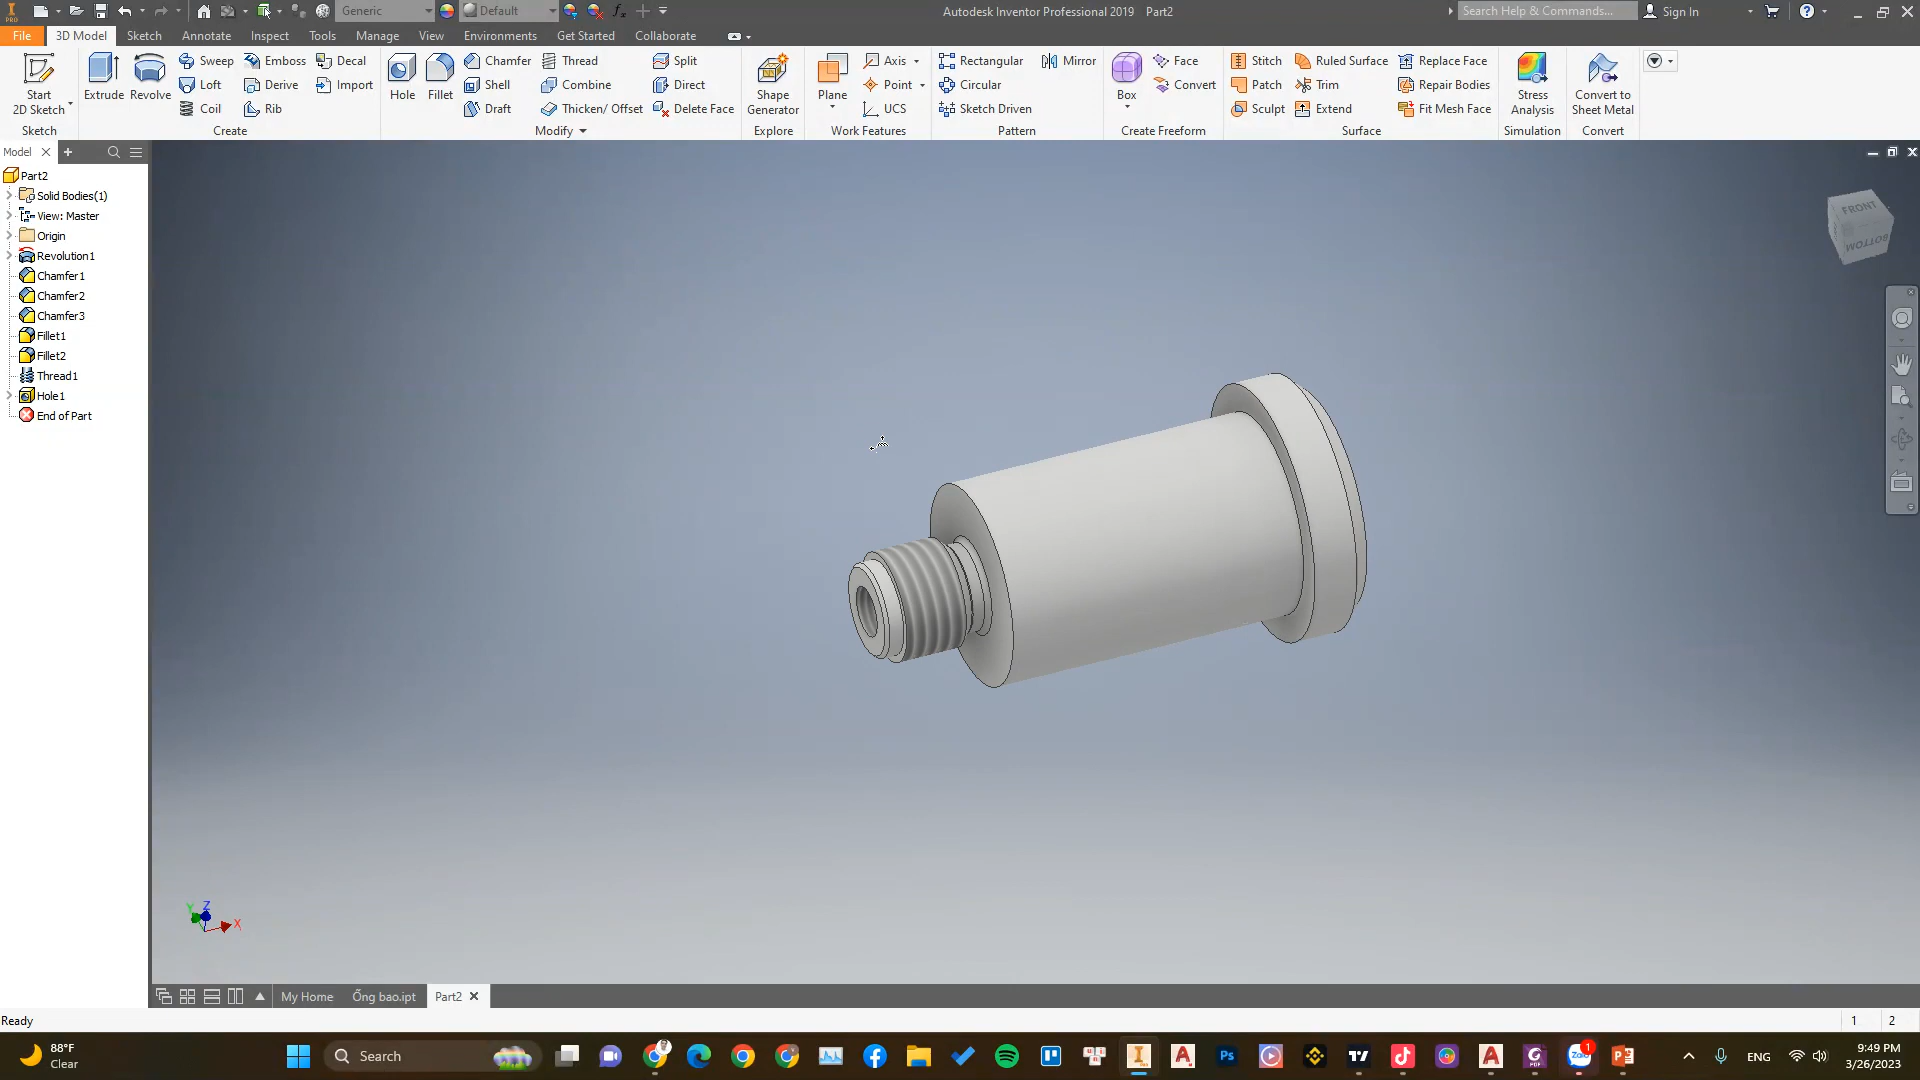 Generic
Default
Autodesk Inventor Professional 2019 Part2
Search Help & Commands...
Sign In
File
3D Model
Sketch
Annotate
Inspect
Tools
Manage
View
Environments
Get Started
Collaborate
Start
2D Sketch
Extrude
Revolve
Sweep
Loft
Coil
Emboss
Derive
Rib
Decal
Import
Hole
Fillet
Chamfer
Shell
Draft
Thread
Combine
Thicken/ Offset
Split
Direct
Delete Face
Shape
Generator
Plane
Axis
Point
UCS
Rectangular
Circular
Sketch Driven
Mirror
Box
Face
Convert
Stitch
Patch
Sculpt
Ruled Surface
Trim
Extend
Replace Face
Repair Bodies
Fit Mesh Face
Stress
Analysis
Convert to
Sheet Metal
Sketch
Create
Modify
Explore
Work Features
Pattern
Create Freeform
Surface
Simulation
Convert
Model
Part2
Solid Bodies(1)
View: Master
Origin
Revolution1
Chamfer1
Chamfer2
Chamfer3
Fillet1
Fillet2
Thread1
Hole1
End of Part
FRONT
BOTTOM
Y
Z
X
My Home
Ống bao.ipt
Part2
Ready
1
2
88°F
Clear
Search
Ps
Zalo
1
ENG
9:49 PM
3/26/2023